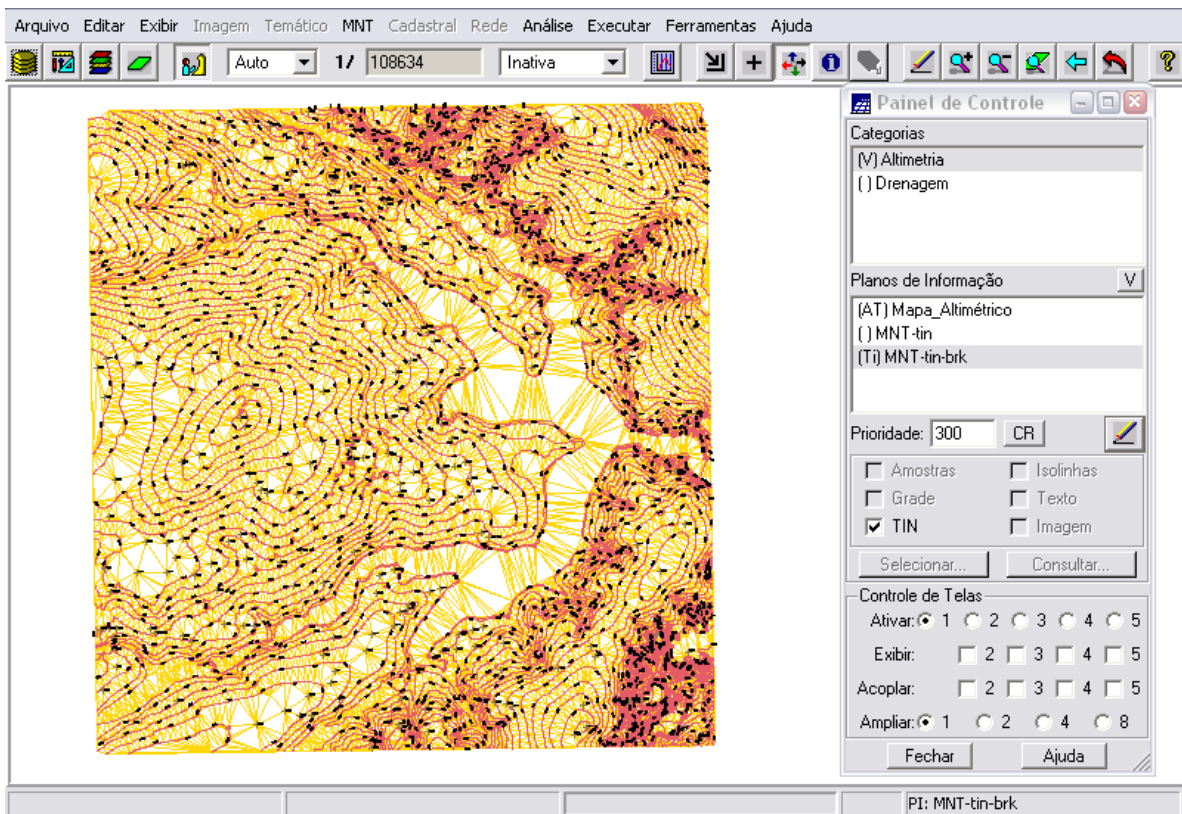 Arquivo Editar Exibir Imagem Temático MNT Cadastral Rede Análise Executar Ferramentas Ajuda
Auto 1/ 108634 Inativa
Painel de Controle
Categorias
(V) Altimetria
( ) Drenagem
Planos de Informação V
(AT) Mapa_Altimétrico
( ) MNT-tin
(Ti) MNT-tin-brk
Prioridade: 300 CR
Amostras Isolinhas
Grade Texto
TIN Imagem
Selecionar... Consultar...
Controle de Telas
Ativar: 1 2 3 4 5
Exibir: 2 3 4 5
Acoplar: 2 3 4 5
Ampliar: 1 2 4 8
Fechar Ajuda
PI: MNT-tin-brk